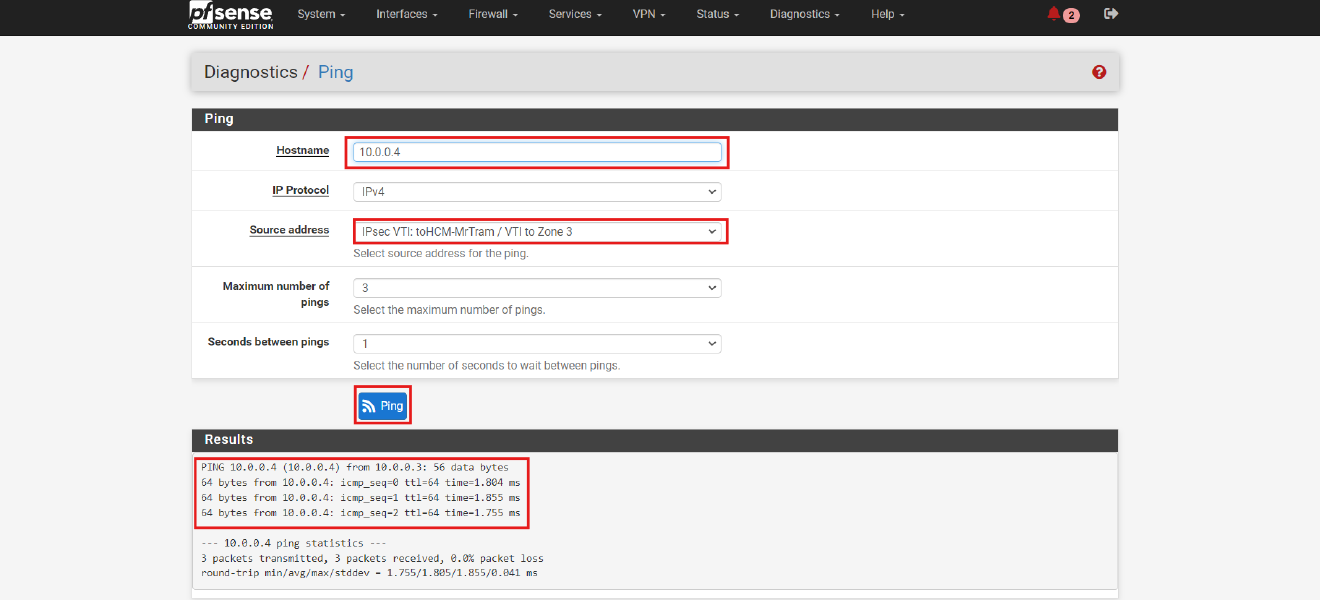 pfsense
COMMUNITY EDITION
System Interfaces Firewall Services VPN Status Diagnostics Help 2
Diagnostics / Ping ?
Ping
Hostname 10.0.0.4
IP Protocol IPv4
Source address IPsec VTI: toHCM-MrTram / VTI to Zone 3
Select source address for the ping.
Maximum number of
pings
3
Select the maximum number of pings.
Seconds between pings 1
Select the number of seconds to wait between pings.
Ping
Results
PING 10.0.0.4 (10.0.0.4) from 10.0.0.3: 56 data bytes
64 bytes from 10.0.0.4: icmp_seq=0 ttl=64 time=1.804 ms
64 bytes from 10.0.0.4: icmp_seq=1 ttl=64 time=1.855 ms
64 bytes from 10.0.0.4: icmp_seq=2 ttl=64 time=1.755 ms
--- 10.0.0.4 ping statistics ---
3 packets transmitted, 3 packets received, 0.0% packet loss
round-trip min/avg/max/stddev = 1.755/1.805/1.855/0.041 ms